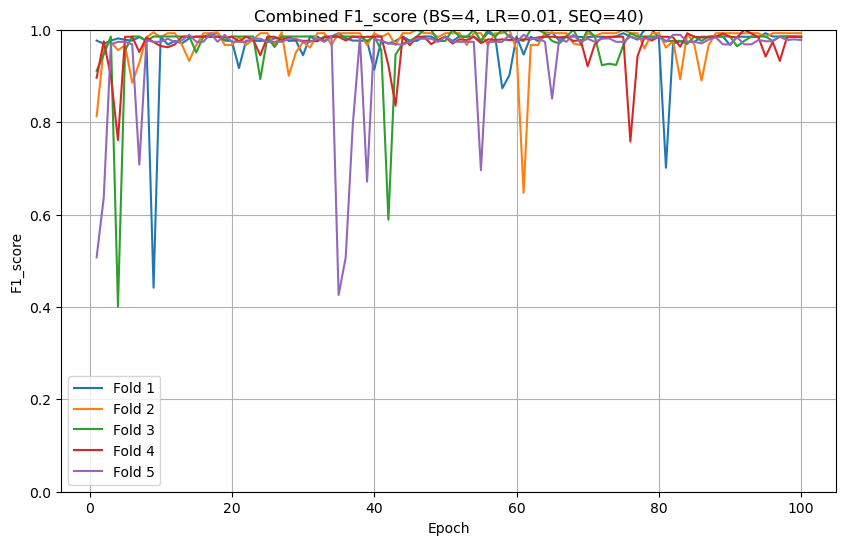 Combined F1_score (BS=4, LR=0.01, SEQ=40)
1.0
0.8
0.6
0.4
0.2
0.0
F1_score
Fold 1
Fold 2
Fold 3
Fold 4
Fold 5
0 20 40 60 80 100
Epoch